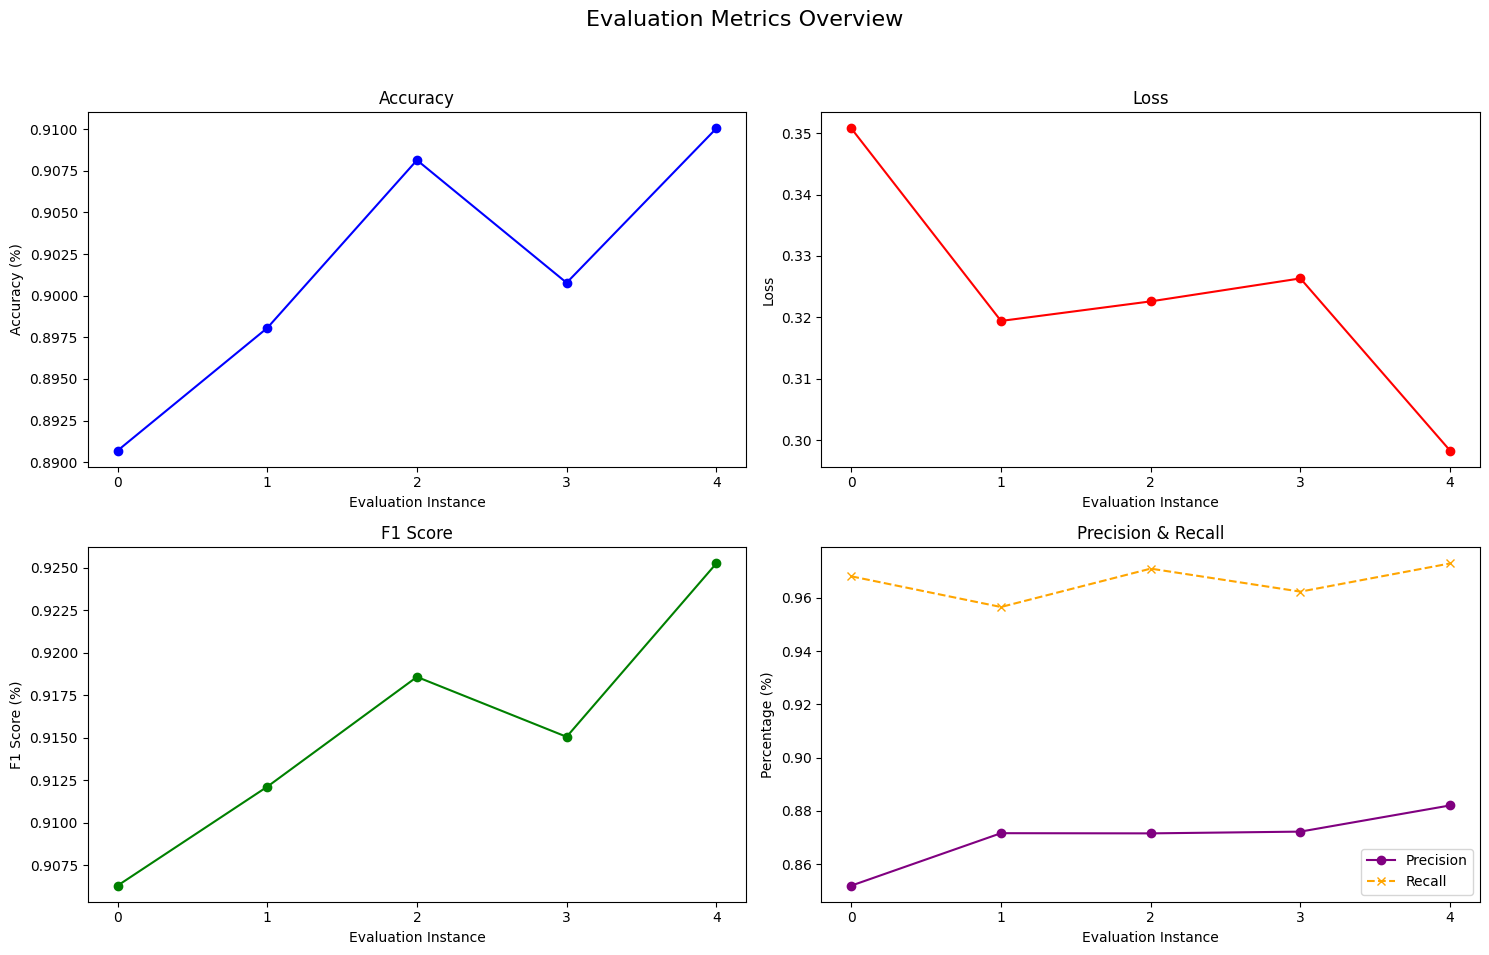 Evaluation Metrics Overview
Accuracy
Accuracy (%)
0.9100
0.9075
0.9050
0.9025
0.9000
0.8975
0.8950
0.8925
0.8900
0 1 2 3 4
Evaluation Instance
Loss
Loss
0.35
0.34
0.33
0.32
0.31
0.30
0 1 2 3 4
Evaluation Instance
F1 Score
F1 Score (%)
0.9250
0.9225
0.9200
0.9175
0.9150
0.9125
0.9100
0.9075
0 1 2 3 4
Evaluation Instance
Precision & Recall
Percentage (%)
0.96
0.94
0.92
0.90
0.88
0.86
Precision
Recall
0 1 2 3 4
Evaluation Instance